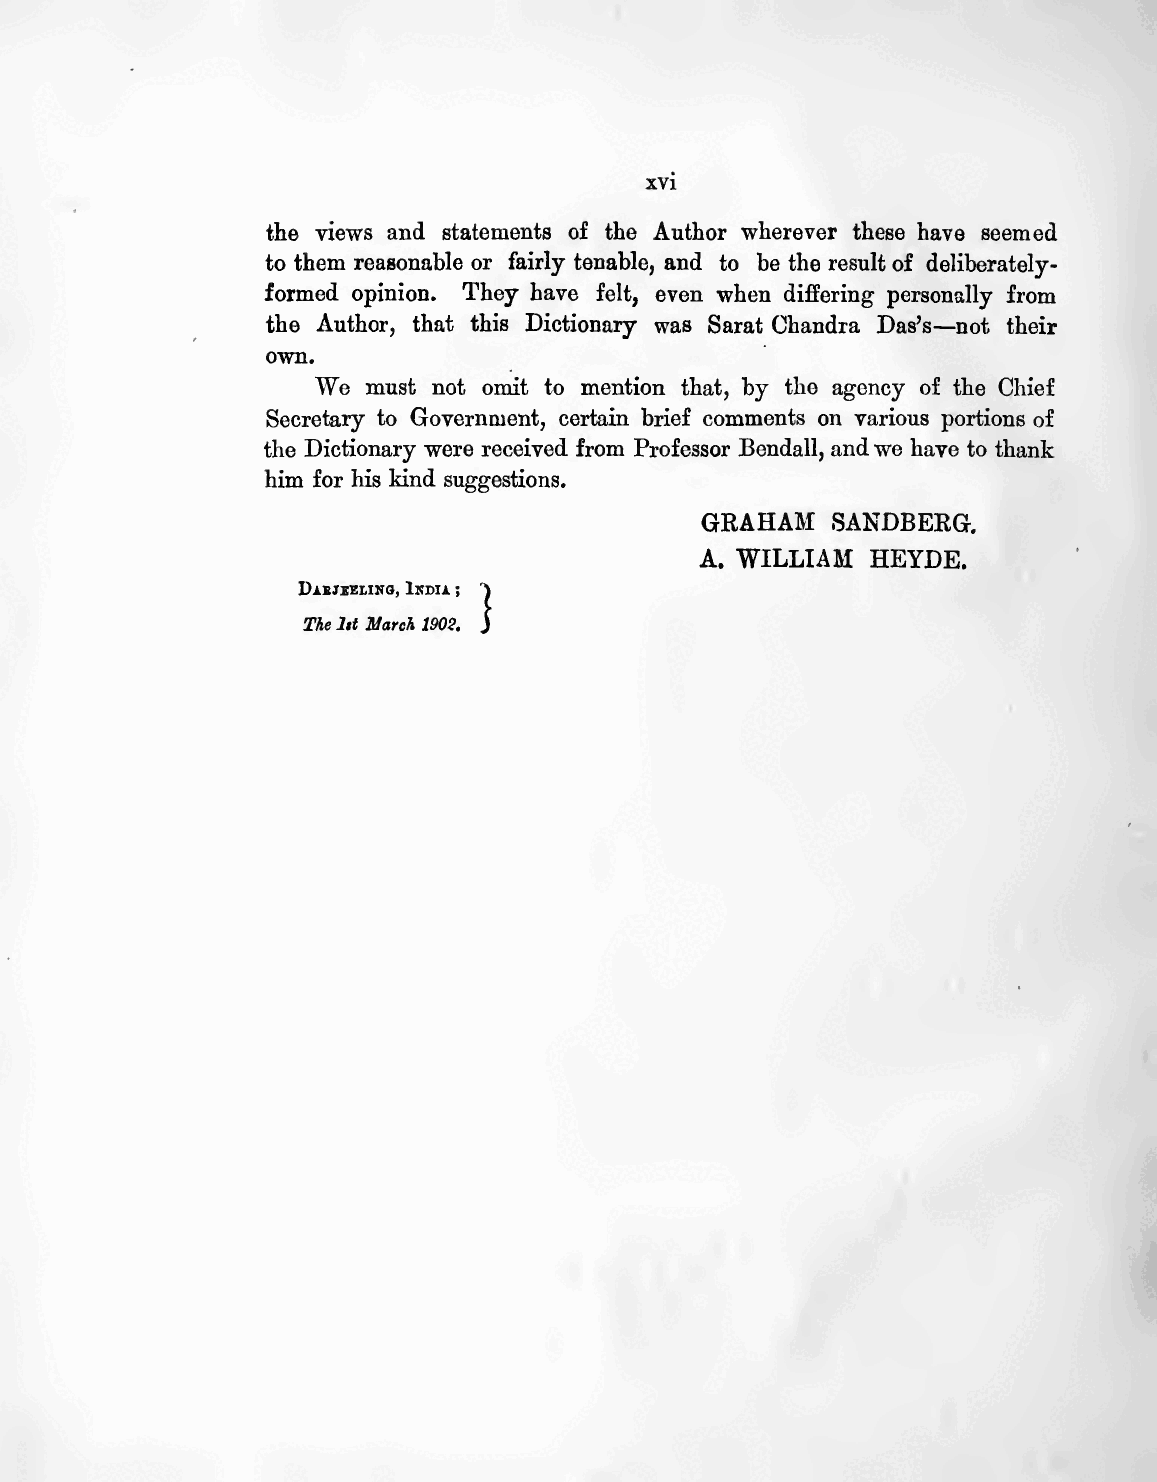 xvi
the views and statements of the Author wherever these have seemed
to them reasonable or fairly tenable, and to be the result of deliberately-
formed opinion. They have felt, even when differing personally from
the Author, that this Dictionary was Sarat Chandra Das's—not their
own.
We must not omit to mention that, by the agency of the Chief
Secretary to Government, certain brief comments on various portions of
the Dictionary were received from Professor Bendall, and we have to thank
him for his kind suggestions.
GRAHAM SANDBERG.
A. WILLIAM HEYDE.
DARJEELING, INDIA;
The 1st March 1902.